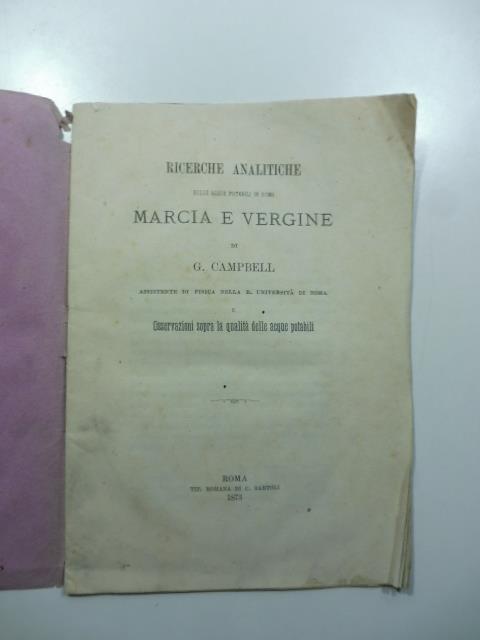 RICERCHE ANALITICHE
SULLE ACQUE POTABILI DI ROMA
MARCIA E VERGINE
DI
G. CAMPBELL
ASSISTENTE DI FISICA NELLA R. UNIVERSITÀ DI ROMA
E
Osservazioni sopra la qualità delle acque potabili
ROMA
TIP. ROMANA DI C. BARTOLI
1873